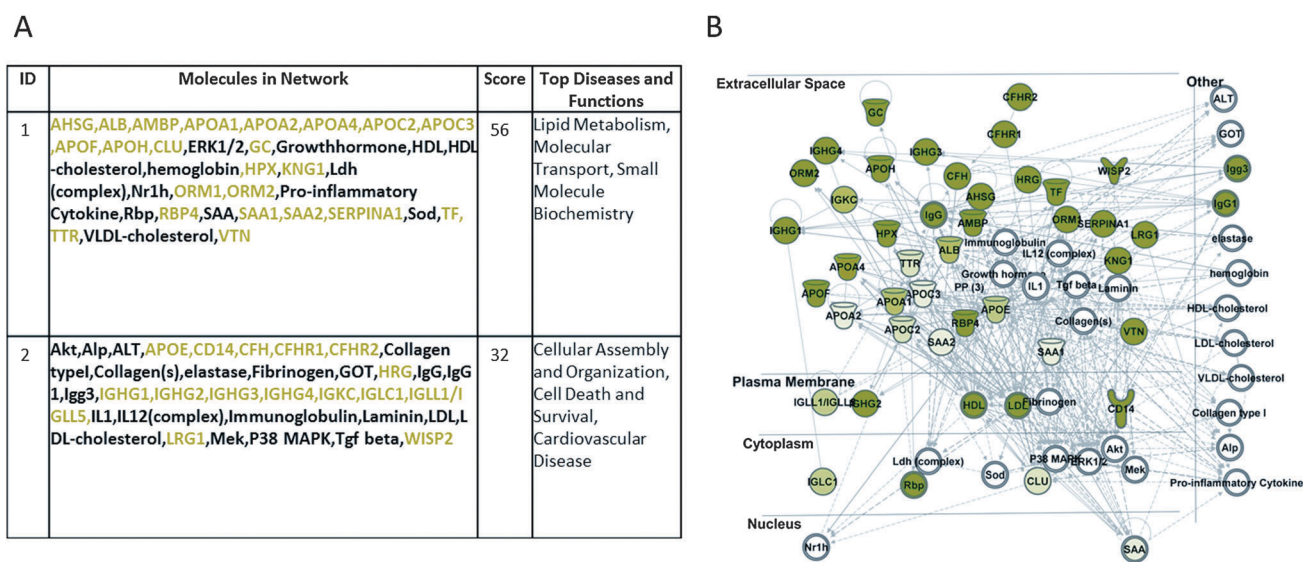 A
ID Molecules in Network Score Top Diseases and Functions
1
AHSG,ALB,AMBP,APOA1,APOA2,APOA4,APOC2,APOC3
,APOF,APOH,CLU,ERK1/2,GC,Growthhormone,HDL,HDL
-cholesterol,hemoglobin,HPX,KNG1,Ldh
(complex),Nr1h,ORM1,ORM2,Pro-inflammatory
Cytokine,Rbp,RBP4,SAA,SAA1,SAA2,SERPINA1,Sod,TF,
TTR,VLDL-cholesterol,VTN
56
Lipid Metabolism,
Molecular
Transport, Small
Molecule
Biochemistry
2
Akt,Alp,ALT,APOE,CD14,CFH,CFHR1,CFHR2,Collagen
typeI,Collagen(s),elastase,Fibrinogen,GOT,HRG,IgG,IgG
1,Igg3,IGHG1,IGHG2,IGHG3,IGHG4,IGKC,IGLC1,IGLL1/I
GLL5,IL1,IL12(complex),Immunoglobulin,Laminin,LDL,L
DL-cholesterol,LRG1,Mek,P38 MAPK,Tgf beta,WISP2
32
Cellular Assembly
and Organization,
Cell Death and
Survival,
Cardiovascular
Disease
B
Extracellular Space
Other
CFHR2
ALT
GC
CFHR1
GOT
IGHG4
IGHG3
ORM2
APOH
CFH
HRG
WISP2
Igg3
IGKC
AHSG
TF
IgG1
IgG
AMBP
ORM1
SERPINA1
IGHG1
HPX
LRG1
elastase
Immunoglobulin
ALB
IL12 (complex)
TTR
KNG1
APOA4
Growth hormone
hemoglobin
PP (3)
IL1
Tgf beta
Laminin
APOF
APOC3
APOA1
APOE
HDL-cholesterol
APOA2
RBP4
Collagen(s)
APOC2
VTN
SAA2
SAA1
LDL-cholesterol
Plasma Membrane
VLDL-cholesterol
IGLL1/IGLL5
IGHG2
HDL
LDL
Fibrinogen
CD14
Collagen type I
Cytoplasm
Akt
Alp
Ldh (complex)
P38 MAPK
ERK1/2
Mek
Sod
IGLC1
Rbp
CLU
Pro-inflammatory Cytokine
Nucleus
Nr1h
SAA